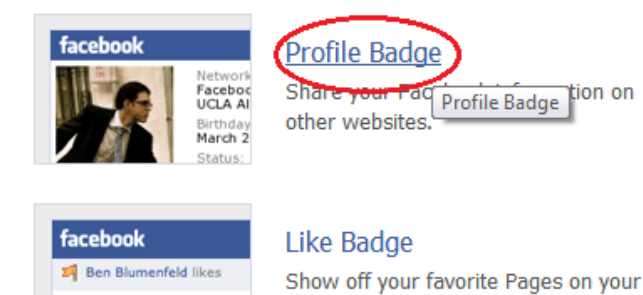 facebook
Network
Faceboo
UCLA Al
Birthday
March 2
Status:
Profile Badge
Share your Fac tion on
other websites.
Profile Badge
facebook
Ben Blumenfeld likes
Like Badge
Show off your favorite Pages on your